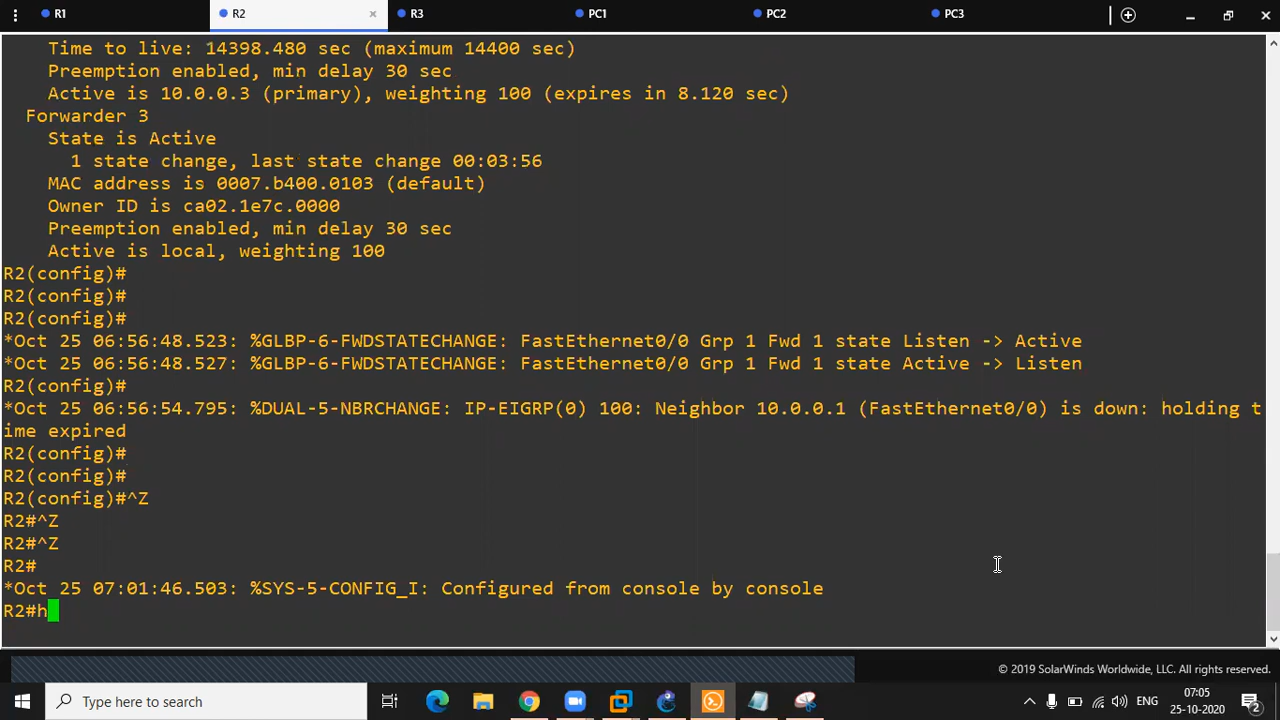 R1
R2
R3
PC1
PC2
PC3
Time to live: 14398.480 sec (maximum 14400 sec)
Preemption enabled, min delay 30 sec
Active is 10.0.0.3 (primary), weighting 100 (expires in 8.120 sec)
Forwarder 3
State is Active
1 state change, last state change 00:03:56
MAC address is 0007.b400.0103 (default)
Owner ID is ca02.1e7c.0000
Preemption enabled, min delay 30 sec
Active is local, weighting 100
R2(config)#
R2(config)#
R2(config)#
*Oct 25 06:56:48.523: %GLBP-6-FWDSTATECHANGE: FastEthernet0/0 Grp 1 Fwd 1 state Listen -> Active
*Oct 25 06:56:48.527: %GLBP-6-FWDSTATECHANGE: FastEthernet0/0 Grp 1 Fwd 1 state Active -> Listen
R2(config)#
*Oct 25 06:56:54.795: %DUAL-5-NBRCHANGE: IP-EIGRP(0) 100: Neighbor 10.0.0.1 (FastEthernet0/0) is down: holding t
ime expired
R2(config)#
R2(config)#
R2(config)#^Z
R2#^Z
R2#^Z
R2#
*Oct 25 07:01:46.503: %SYS-5-CONFIG_I: Configured from console by console
R2#h
© 2019 SolarWinds Worldwide, LLC. All rights reserved.
Type here to search
ENG
07:05
25-10-2020
2